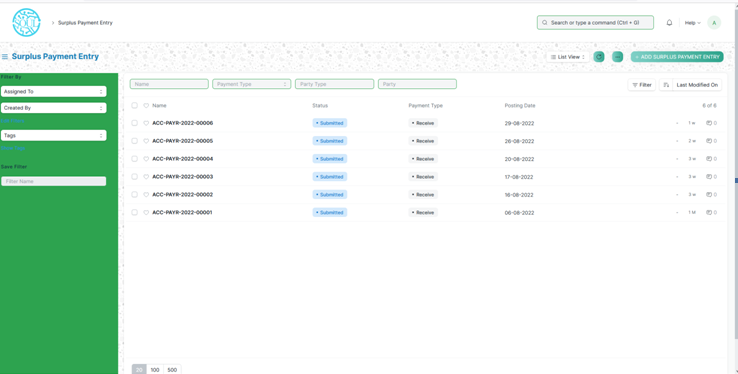 Surplus Payment Entry
Search or type a command (Ctrl + G)
Help
A
Surplus Payment Entry
List View
+ ADD SURPLUS PAYMENT ENTRY
Filter By
Assigned To
Created By
Tags
Save Filter
Filter Name
Name
Payment Type
Party Type
Party
Filter
Last Modified On
Name Status Payment Type Posting Date 6 of 6
ACC-PAYR-2022-00006 Submitted Receive 29-08-2022 - 1 w 0
ACC-PAYR-2022-00005 Submitted Receive 28-08-2022 - 2 w 0
ACC-PAYR-2022-00004 Submitted Receive 20-08-2022 - 3 w 0
ACC-PAYR-2022-00003 Submitted Receive 17-08-2022 - 3 w 0
ACC-PAYR-2022-00002 Submitted Receive 16-08-2022 - 3 w 0
ACC-PAYR-2022-00001 Submitted Receive 06-08-2022 - 1 M 0
20 100 500